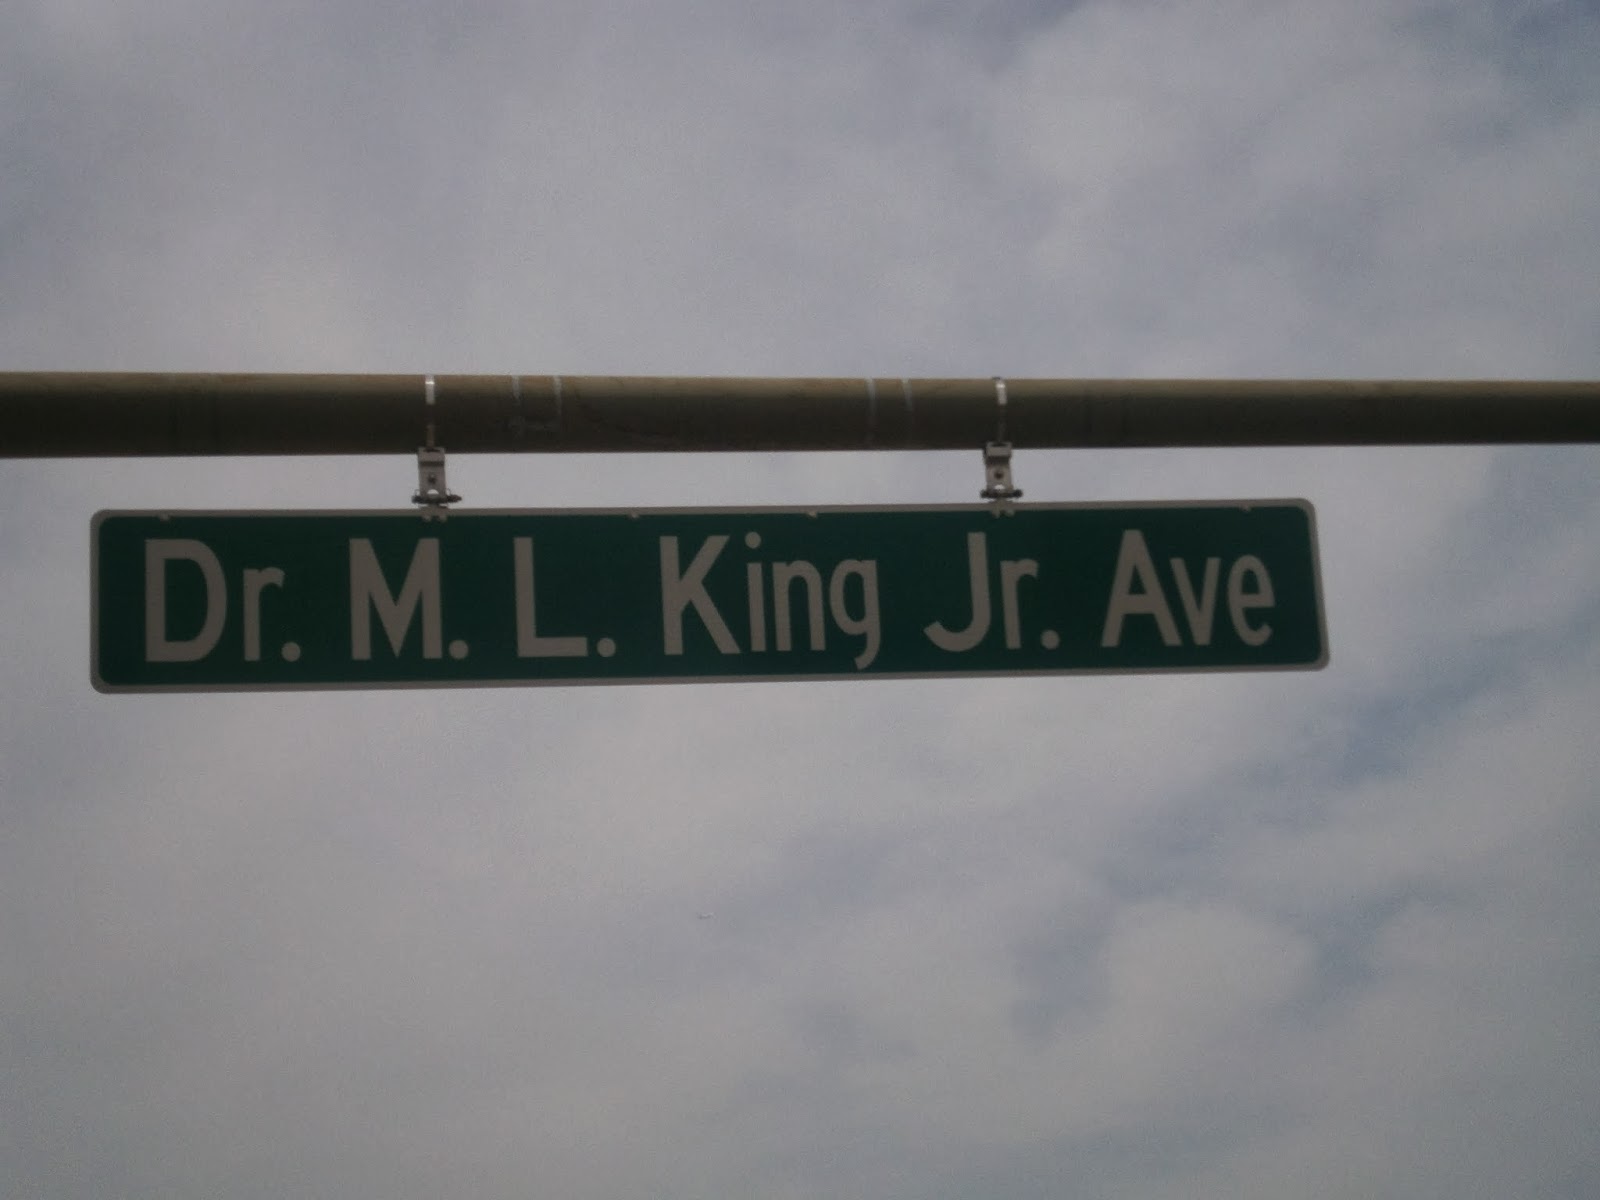 Dr. M. L. King Jr. Ave